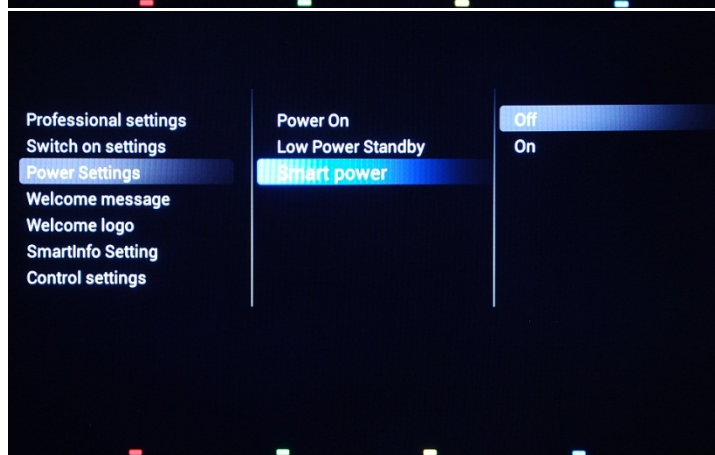 Professional settings
Switch on settings
Power Settings
Welcome message
Welcome logo
SmartInfo Setting
Control settings
Power On
Low Power Standby
Smart power
Off
On